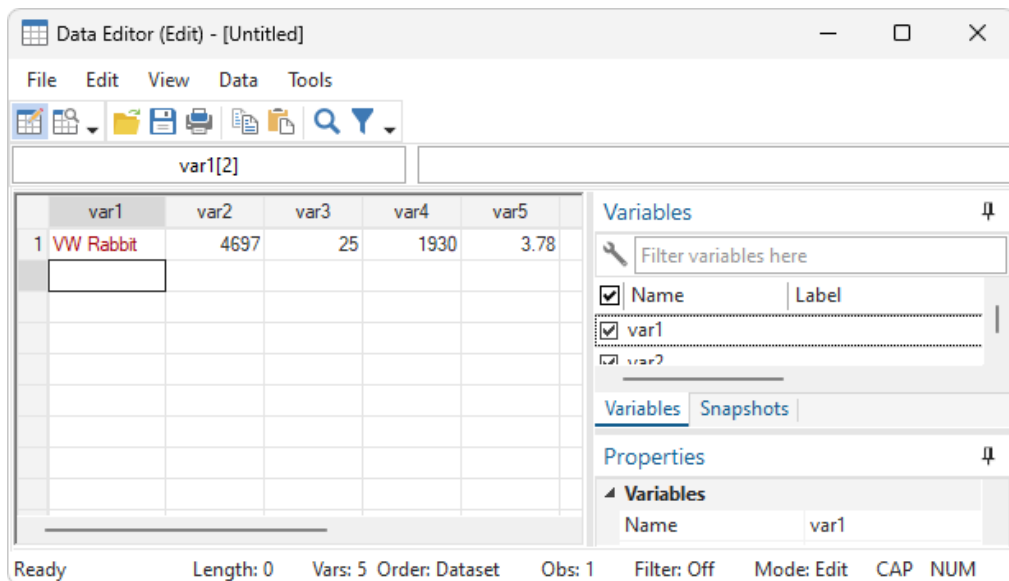 Data Editor (Edit) - [Untitled]
File Edit View Data Tools
var1[2]
var1 var2 var3 var4 var5
1 VW Rabbit 4697 25 1930 3.78
Variables
Filter variables here
Name Label
var1
var2
Variables Snapshots
Properties
Variables
Name var1
Ready Length: 0 Vars: 5 Order: Dataset Obs: 1 Filter: Off Mode: Edit CAP NUM